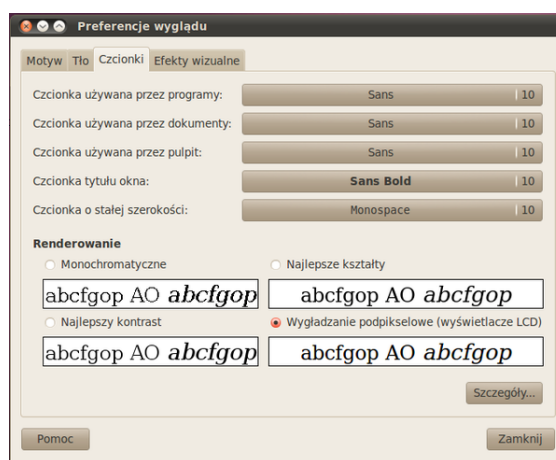 Preferencje wyglądu
Motyw Tło Czcionki Efekty wizualne
Czcionka używana przez programy: Sans 10
Czcionka używana przez dokumenty: Sans 10
Czcionka używana przez pulpit: Sans 10
Czcionka tytułu okna: Sans Bold 10
Czcionka o stałej szerokości: Monospace 10
Renderowanie
Monochromatyczne Najlepsze kształty
abcfgop AO abcfgop abcfgop AO abcfgop
Najlepszy kontrast Wygładzanie podpikselowe (wyświetlacze LCD)
abcfgop AO abcfgop abcfgop AO abcfgop
Szczegóły...
Pomoc Zamknij